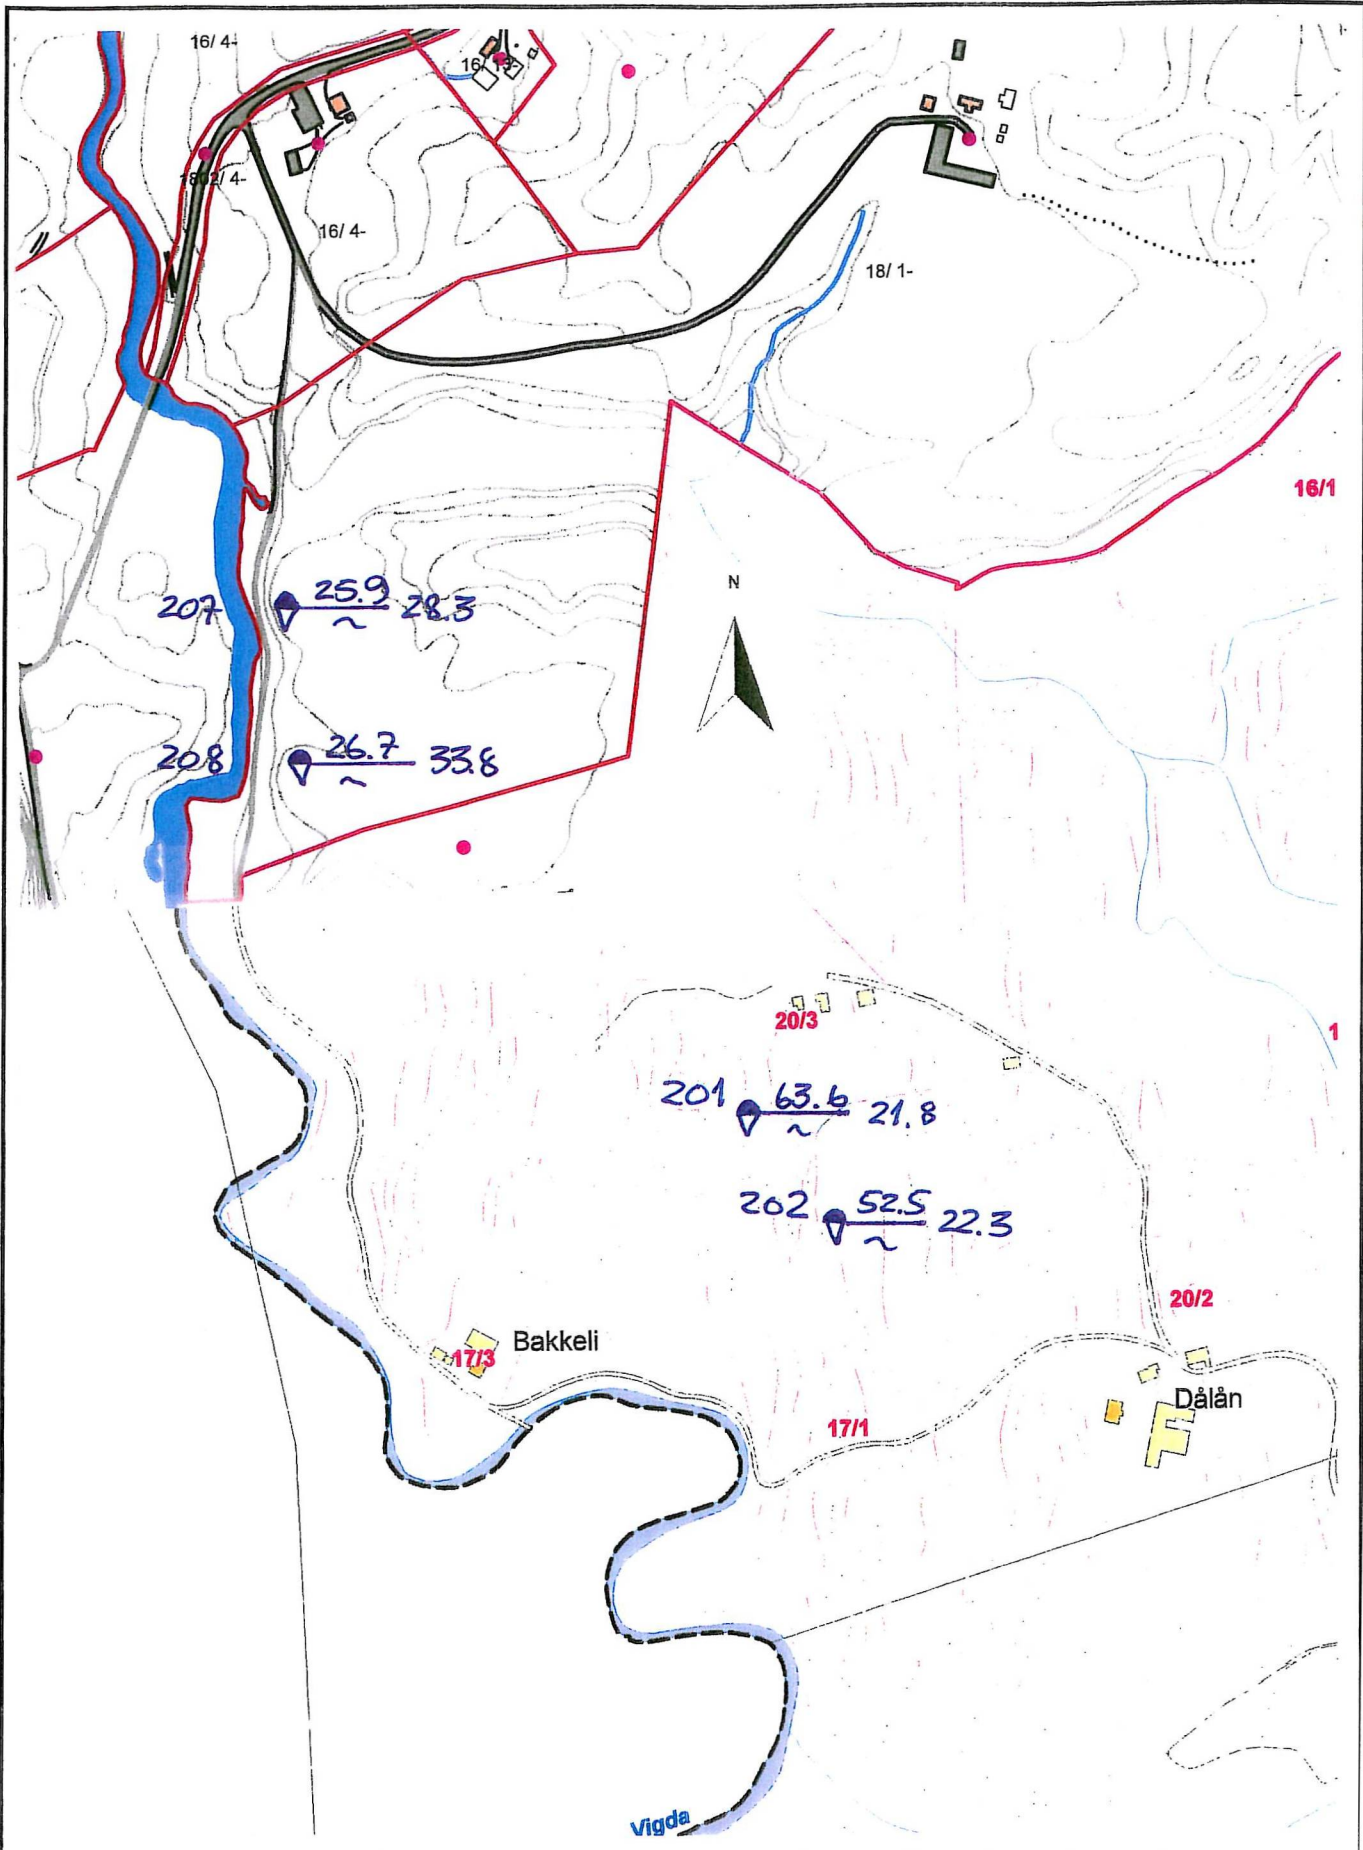 16/ 4-
16/ 13-
1802/ 4-
16/ 4-
18/ 1-
16/1
N
207 25.9 ~ 28.3
208 26.7 ~ 33.8
20/3
1
201 63.6 ~ 21.8
202 52.5 ~ 22.3
20/2
Bakkeli
17/3
Dålån
17/1
Vigda